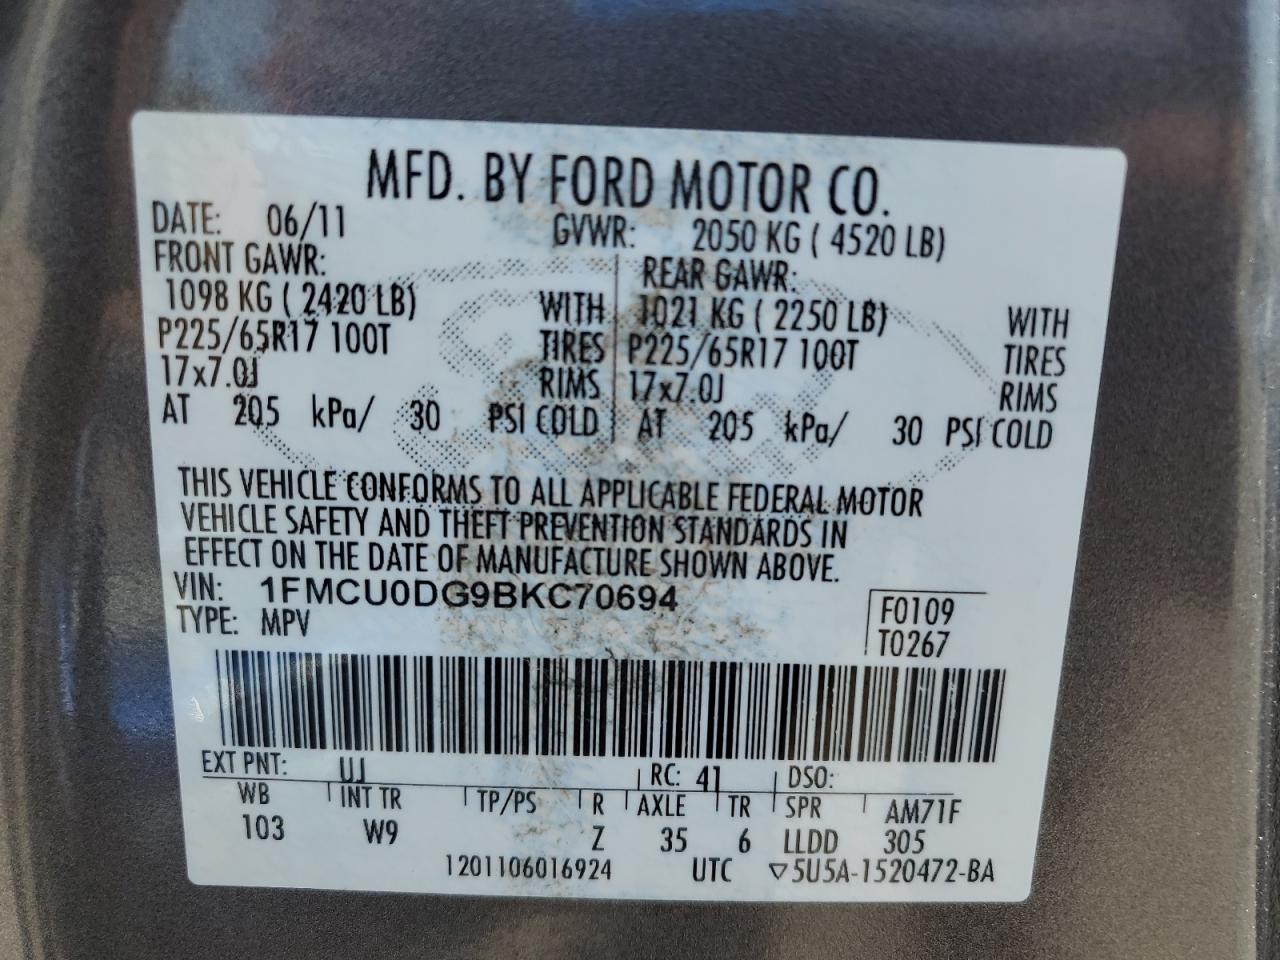 MFD. BY FORD MOTOR CO.
DATE: 06/11 GVWR: 2050 KG ( 4520 LB)
FRONT GAWR: REAR GAWR:
1098 KG ( 2420 LB) WITH 1021 KG ( 2250 LB) WITH
P225/65R17 100T TIRES P225/65R17 100T TIRES
17x7.0J RIMS 17x7.0J RIMS
AT 205 kPa/ 30 PSI COLD AT 205 kPa/ 30 PSI COLD
THIS VEHICLE CONFORMS TO ALL APPLICABLE FEDERAL MOTOR
VEHICLE SAFETY AND THEFT PREVENTION STANDARDS IN
EFFECT ON THE DATE OF MANUFACTURE SHOWN ABOVE.
VIN: 1FMCU0DG9BKC70694 F0109
TYPE: MPV T0267
EXT PNT: UJ RC: 41 DSO:
WB INT TR TP/PS R AXLE TR SPR AM71F
103 W9 Z 35 6 LLDD 305
1201106016924 UTC ▽5U5A-1520472-BA